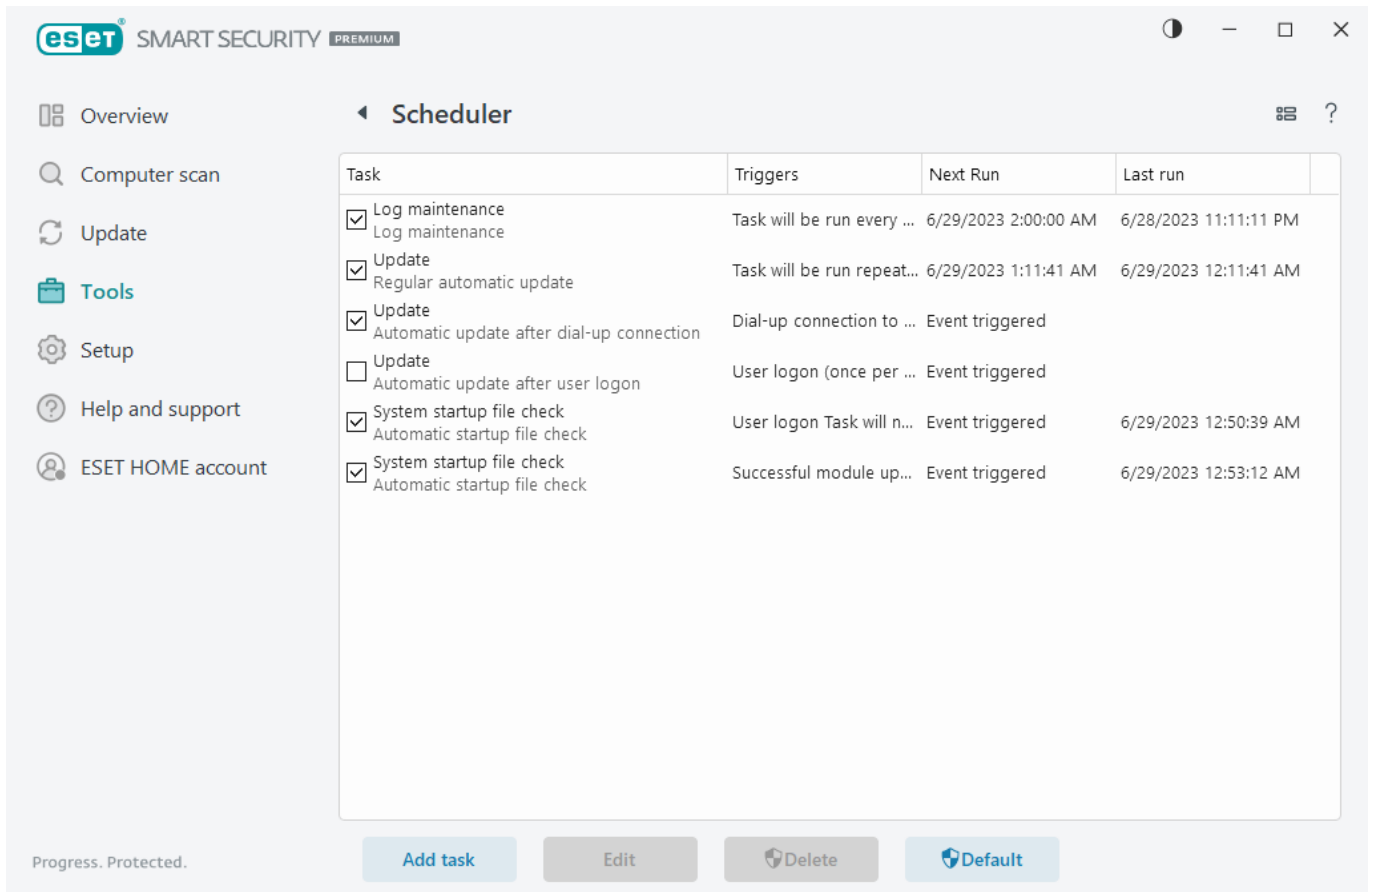 eset® SMART SECURITY PREMIUM
Overview
Computer scan
Update
Tools
Setup
Help and support
ESET HOME account
Progress. Protected.
Scheduler
?
Task Triggers Next Run Last run
Log maintenance
Log maintenance
Task will be run every ... 6/29/2023 2:00:00 AM 6/28/2023 11:11:11 PM
Update
Regular automatic update
Task will be run repeat... 6/29/2023 1:11:41 AM 6/29/2023 12:11:41 AM
Update
Automatic update after dial-up connection
Dial-up connection to ... Event triggered
Update
Automatic update after user logon
User logon (once per ... Event triggered
System startup file check
Automatic startup file check
User logon Task will n... Event triggered 6/29/2023 12:50:39 AM
System startup file check
Automatic startup file check
Successful module up... Event triggered 6/29/2023 12:53:12 AM
Add task Edit Delete Default